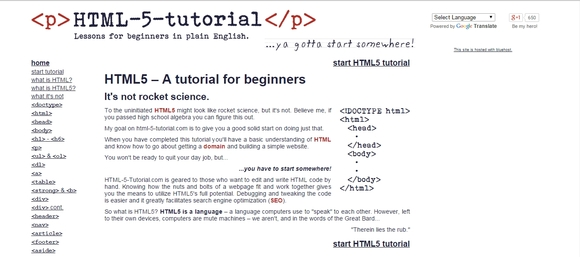 <p>HTML-5-tutorial</p>
Lessons for beginners in plain English.
...ya gotta start somewhere!
Select Language
Powered by Google Translate
g+1 650
Be my hero!
This site is hosted with bluehost.
home
start tutorial
what is HTML?
what is HTML5?
what it's not
<doctype>
<html>
<head>
<body>
<h1> - <h6>
<p>
<ul> & <ol>
<dl>
<a>
<table>
<strong> & <b>
<div>
<div> cont.
<header>
<nav>
<article>
<footer>
<aside>
start HTML5 tutorial
HTML5 – A tutorial for beginners
It's not rocket science.
To the uninitiated HTML5 might look like rocket science, but it's not. Believe me, if
you passed high school algebra you can figure this out.
My goal on html-5-tutorial.com is to give you a good solid start on doing just that.
When you have completed this tutorial you'll have a basic understanding of HTML
and know how to go about getting a domain and building a simple website.
You won't be ready to quit your day job, but...
...you have to start somewhere!
HTML-5-Tutorial.com is geared to those who want to edit and write HTML code by
hand. Knowing how the nuts and bolts of a webpage fit and work together gives
you the means to utilize HTML5's full potential. Debugging and tweaking the code
is easier and it greatly facilitates search engine optimization (SEO).
<!DOCTYPE html>
<html>
<head>
•
</head>
<body>
•
•
</body>
</html>
So what is HTML5? HTML5 is a language – a language computers use to "speak" to each other. However, left
to their own devices, computers are mute machines – we aren't, and in the words of the Great Bard...
"Therein lies the rub."
start HTML5 tutorial